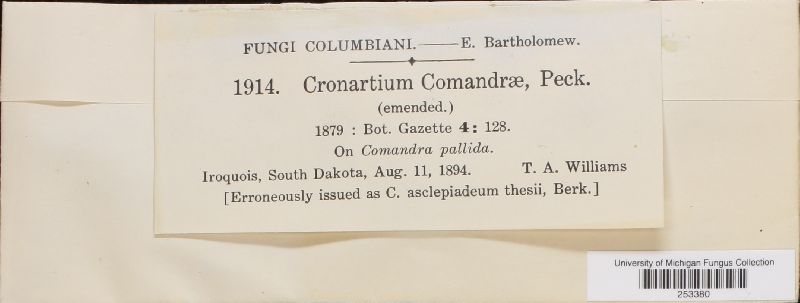 FUNGI COLUMBIANI.——E. Bartholomew.
1914. Cronartium Comandræ, Peck.
(emended.)
1879 : Bot. Gazette 4: 128.
On Comandra pallida.
Iroquois, South Dakota, Aug. 11, 1894. T. A. Williams
[Erroneously issued as C. asclepiadeum thesii, Berk.]
University of Michigan Fungus Collection
253380